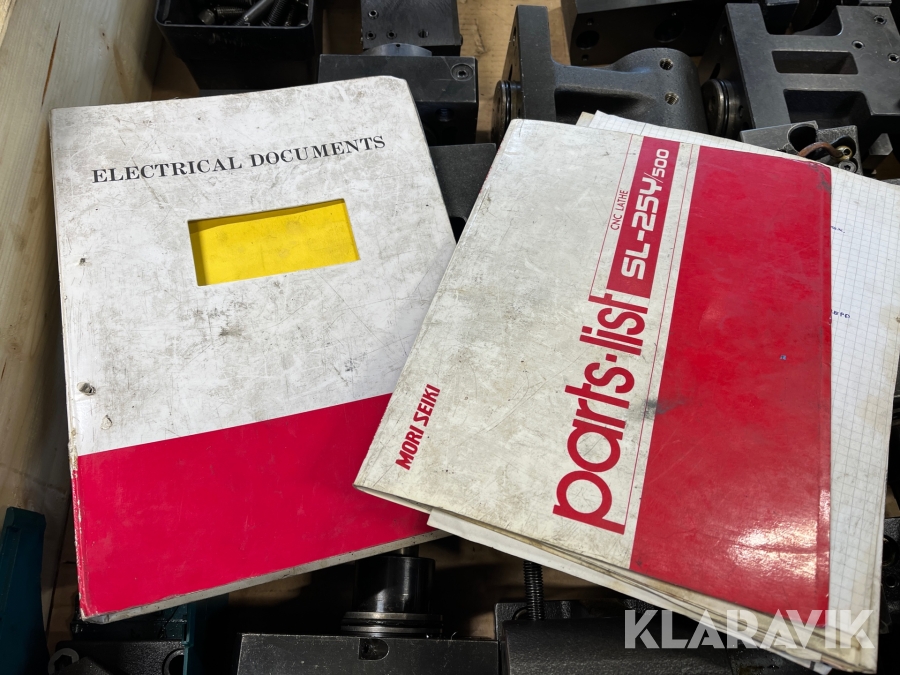 ELECTRICAL DOCUMENTS
CNC LATHE
SL-25Y/500
parts·list
MORI SEIKI
KLARAVIK